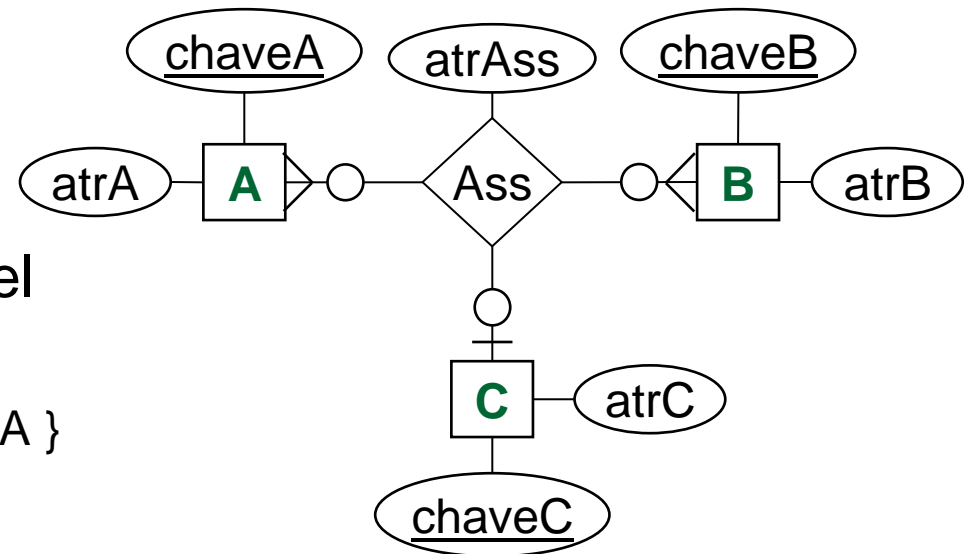 chaveA atrAss chaveB
atrA A Ass B atrB
el
C atrC
A }
chaveC